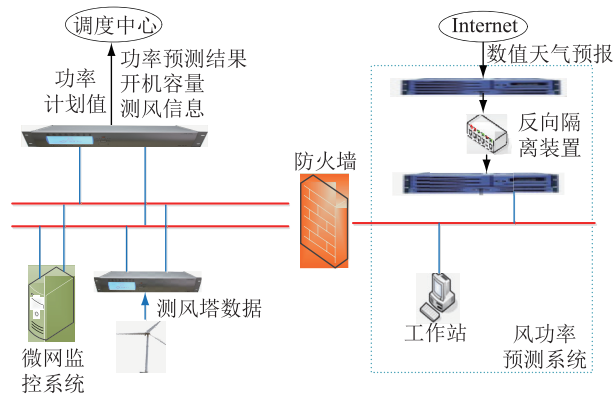 调度中心
功率
计划值
功率预测结果
开机容量
测风信息
Internet
数值天气预报
反向隔
离装置
防火墙
测风塔数据
微网监
控系统
工作站
风功率
预测系统